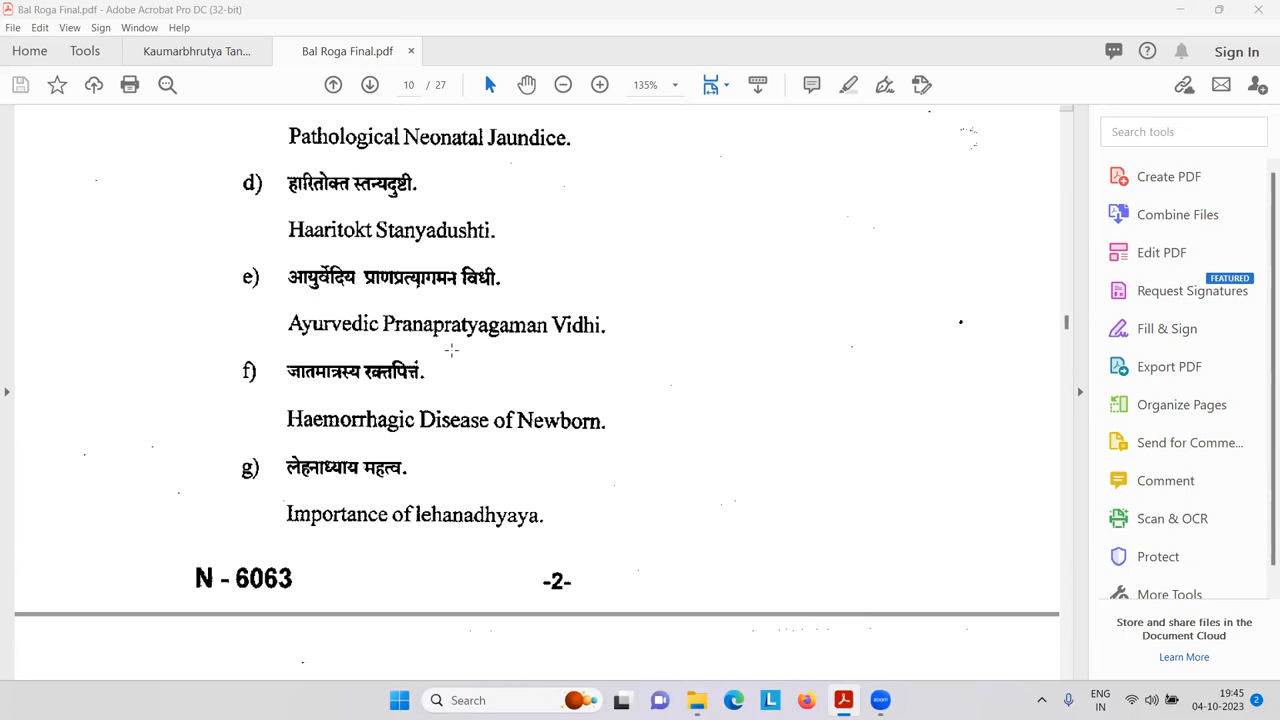 Bal Roga Final.pdf - Adobe Acrobat Pro DC (32-bit)
File Edit View Sign Window Help
Home Tools Kaumarbhrutya Tan... Bal Roga Final.pdf × Sign In
10 / 27 135%
Pathological Neonatal Jaundice.
d) हारितोक्त स्तन्यदुष्टी.
Haaritokt Stanyadushti.
e) आयुर्वेदिय प्राणप्रत्यागमन विधी.
Ayurvedic Pranapratyagaman Vidhi.
f) जातमात्रस्य रक्तपित्तं.
Haemorrhagic Disease of Newborn.
g) लेहनाध्याय महत्व.
Importance of lehanadhyaya.
N - 6063 -2-
Search tools
Create PDF
Combine Files
Edit PDF
FEATURED
Request Signatures
Fill & Sign
Export PDF
Organize Pages
Send for Comme...
Comment
Scan & OCR
Protect
More Tools
Store and share files in the
Document Cloud
Learn More
Search
L
zoom
ENG
IN
19:45
04-10-2023
2